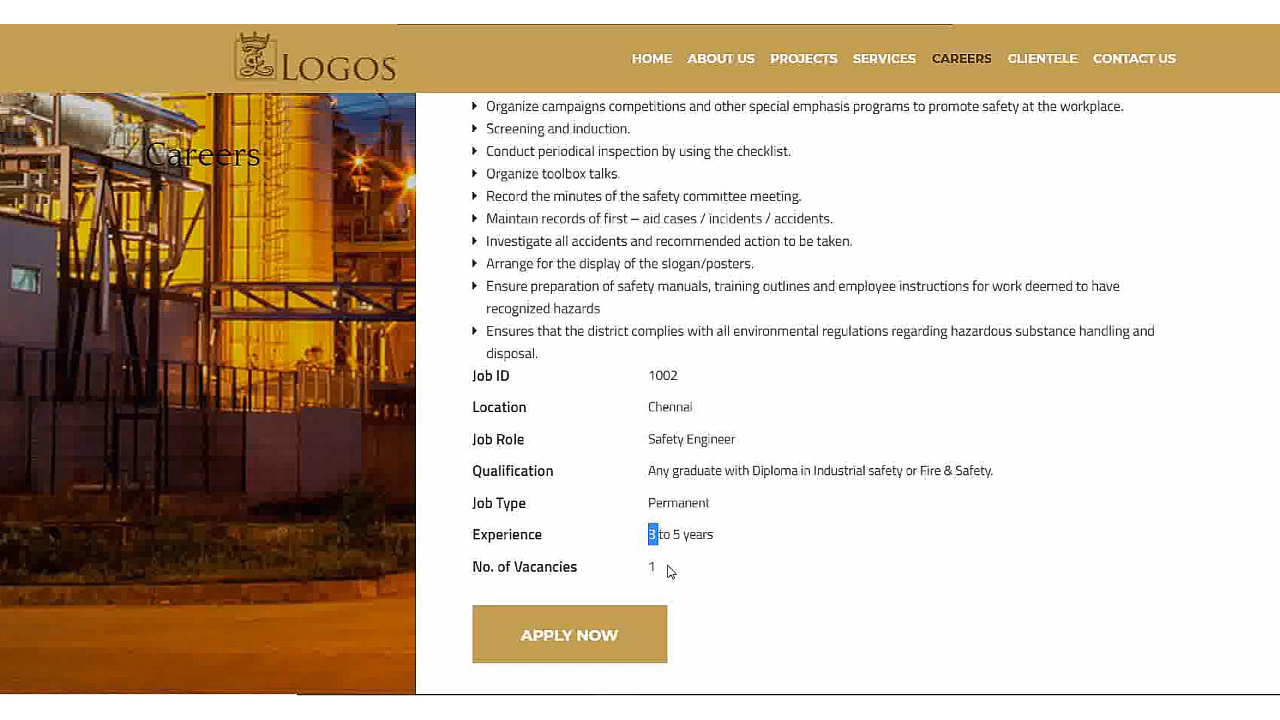 LOGOS
HOME ABOUT US PROJECTS SERVICES CAREERS CLIENTELE CONTACT US
Careers
Organize campaigns competitions and other special emphasis programs to promote safety at the workplace.
Screening and induction.
Conduct periodical inspection by using the checklist.
Organize toolbox talks.
Record the minutes of the safety committee meeting.
Maintain records of first – aid cases / incidents / accidents.
Investigate all accidents and recommended action to be taken.
Arrange for the display of the slogan/posters.
Ensure preparation of safety manuals, training outlines and employee instructions for work deemed to have
recognized hazards
Ensures that the district complies with all environmental regulations regarding hazardous substance handling and
disposal.
Job ID 1002
Location Chennai
Job Role Safety Engineer
Qualification Any graduate with Diploma in Industrial safety or Fire & Safety.
Job Type Permanent
Experience 3 to 5 years
No. of Vacancies 1
APPLY NOW